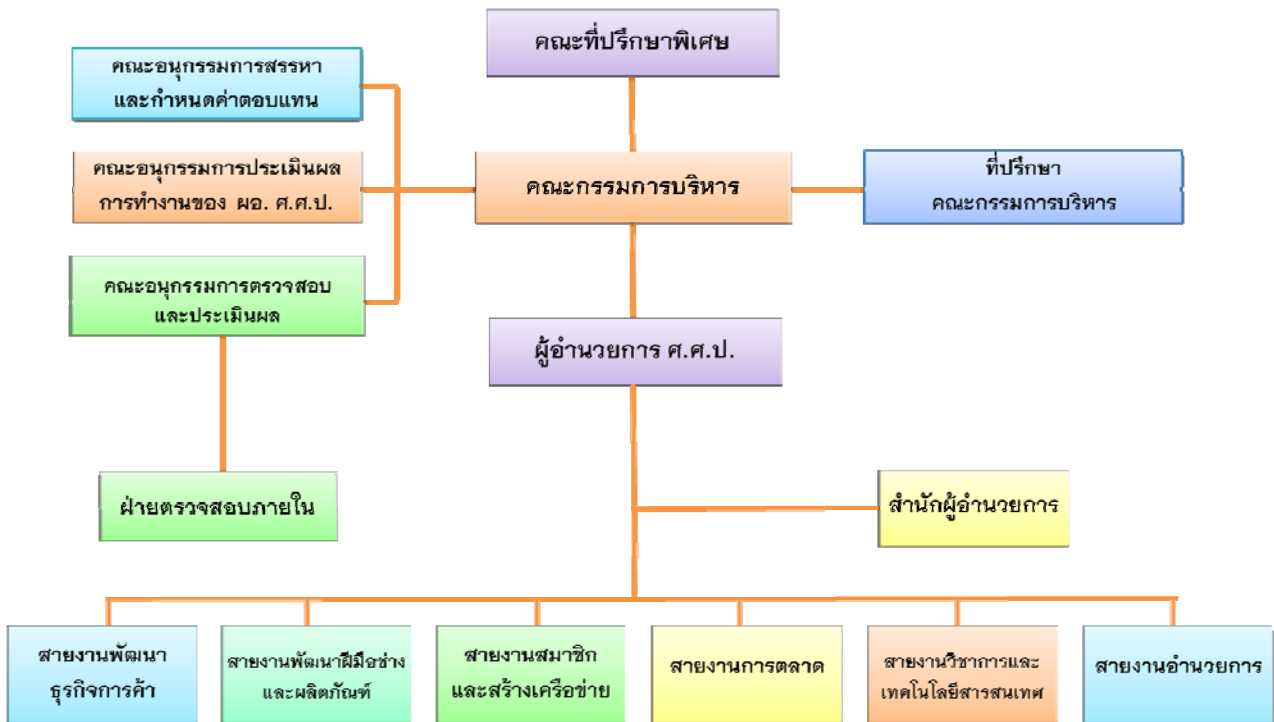 คณะที่ปรึกษาพิเศษ
คณะอนุกรรมการสรรหา
และกำหนดค่าตอบแทน
คณะอนุกรรมการประเมินผล
การทำงานของ ผอ. ศ.ศ.ป.
คณะกรรมการบริหาร
ที่ปรึกษา
คณะกรรมการบริหาร
คณะอนุกรรมการตรวจสอบ
และประเมินผล
ผู้อำนวยการ ศ.ศ.ป.
ฝ่ายตรวจสอบภายใน
สำนักผู้อำนวยการ
สายงานพัฒนา
ธุรกิจการค้า
สายงานพัฒนาฝีมือช่าง
และผลิตภัณฑ์
สายงานสมาชิก
และสร้างเครือข่าย
สายงานการตลาด
สายงานวิชาการและ
เทคโนโลยีสารสนเทศ
สายงานอำนวยการ